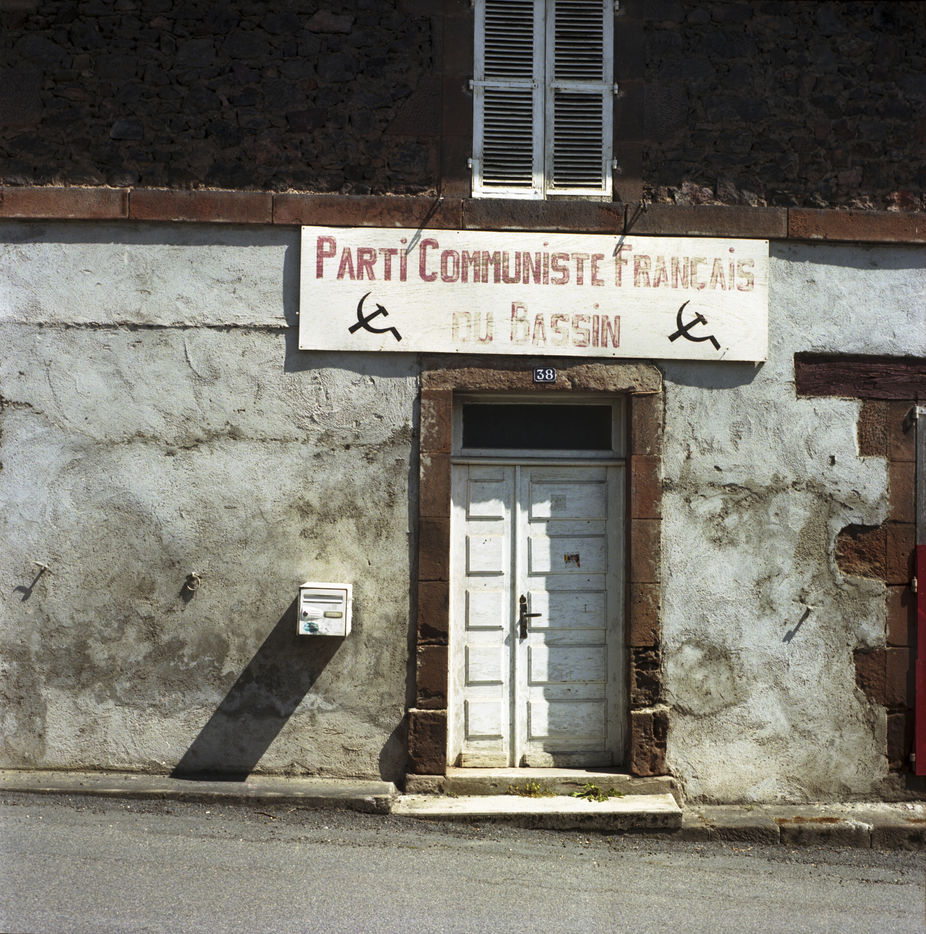 Parti Communiste Français
du Bassin
38